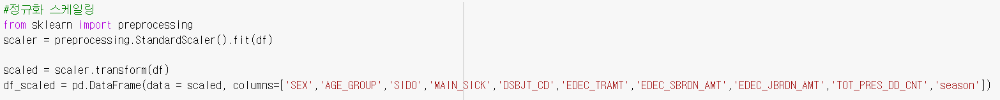 #정규화 스케일링
from sklearn import preprocessing
scaler = preprocessing.StandardScaler().fit(df)
scaled = scaler.transform(df)
df_scaled = pd.DataFrame(data = scaled, columns=['SEX','AGE_GROUP','SIDO','MAIN_SICK','DSBJT_CD','EDEC_TRAMT','EDEC_SBRDN_AMT','EDEC_JBRDN_AMT','TOT_PRES_DD_CNT','season'])